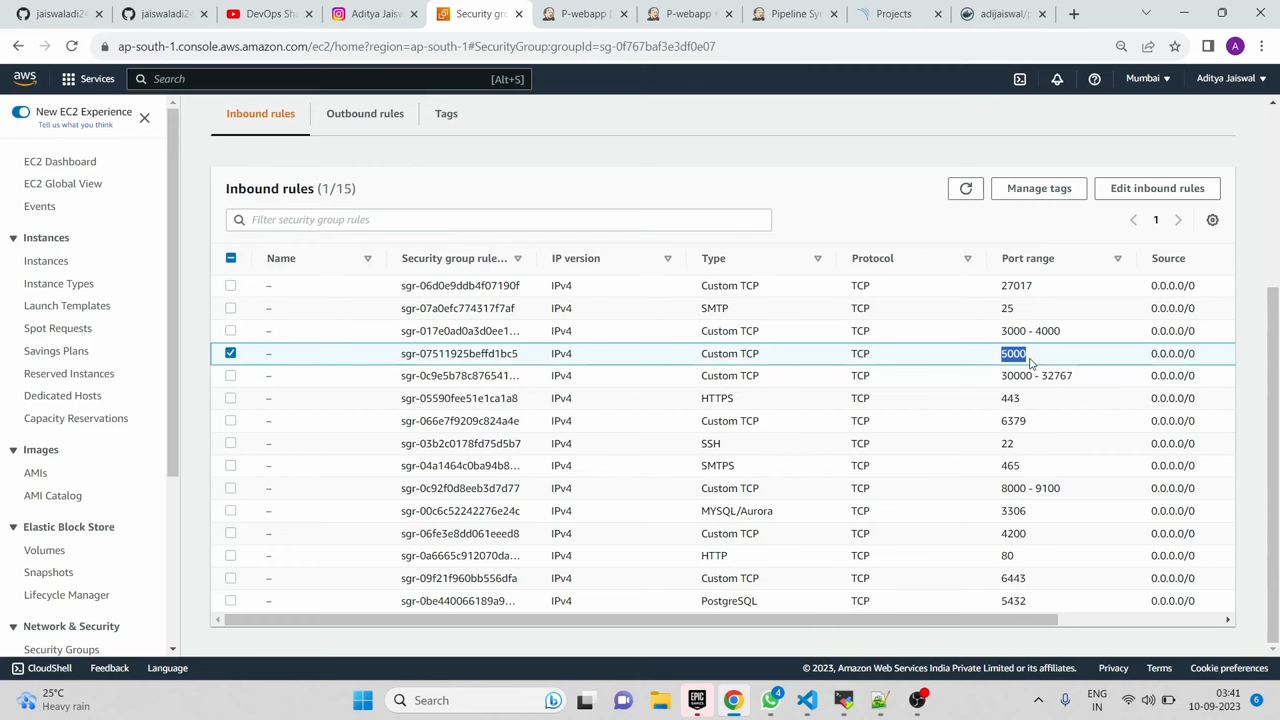 jaiswaladi24
jaiswaladi24
DevOps Sha
Aditya Jaiswa
Security gr
P-webapp [
P-webapp
Pipeline Syn
Projects
adijaiswal/p
ap-south-1.console.aws.amazon.com/ec2/home?region=ap-south-1#SecurityGroup:groupId=sg-0f767baf3e3df0e07
A
aws
Services
Search
[Alt+S]
Mumbai
Aditya Jaiswal
New EC2 Experience
Tell us what you think
EC2 Dashboard
EC2 Global View
Events
Instances
Instances
Instance Types
Launch Templates
Spot Requests
Savings Plans
Reserved Instances
Dedicated Hosts
Capacity Reservations
Images
AMIs
AMI Catalog
Elastic Block Store
Volumes
Snapshots
Lifecycle Manager
Network & Security
Security Groups
Inbound rules
Outbound rules
Tags
Inbound rules (1/15)
Manage tags
Edit inbound rules
Filter security group rules
1
Name Security group rule... IP version Type Protocol Port range Source
– sgr-06d0e9ddb4f07190f IPv4 Custom TCP TCP 27017 0.0.0.0/0
– sgr-07a0efc774317f7af IPv4 SMTP TCP 25 0.0.0.0/0
– sgr-017e0ad0a3d0ee1... IPv4 Custom TCP TCP 3000 - 4000 0.0.0.0/0
– sgr-07511925beffd1bc5 IPv4 Custom TCP TCP 5000 0.0.0.0/0
– sgr-0c9e5b78c876541... IPv4 Custom TCP TCP 30000 - 32767 0.0.0.0/0
– sgr-05590fee51e1ca1a8 IPv4 HTTPS TCP 443 0.0.0.0/0
– sgr-066e7f9209c824a4e IPv4 Custom TCP TCP 6379 0.0.0.0/0
– sgr-03b2c0178fd75d5b7 IPv4 SSH TCP 22 0.0.0.0/0
– sgr-04a1464c0ba94b8... IPv4 SMTPS TCP 465 0.0.0.0/0
– sgr-0c92f0d8eeb3d7d77 IPv4 Custom TCP TCP 8000 - 9100 0.0.0.0/0
– sgr-00c6c52242276e24c IPv4 MYSQL/Aurora TCP 3306 0.0.0.0/0
– sgr-06fe3e8dd061eeed8 IPv4 Custom TCP TCP 4200 0.0.0.0/0
– sgr-0a6665c912070da... IPv4 HTTP TCP 80 0.0.0.0/0
– sgr-09f21f960bb556dfa IPv4 Custom TCP TCP 6443 0.0.0.0/0
– sgr-0be440066189a9... IPv4 PostgreSQL TCP 5432 0.0.0.0/0
CloudShell
Feedback
Language
© 2023, Amazon Web Services India Private Limited or its affiliates.
Privacy
Terms
Cookie preferences
25°C
Heavy rain
Search
EPIC
GAMES
4
ENG
IN
03:41
10-09-2023
6